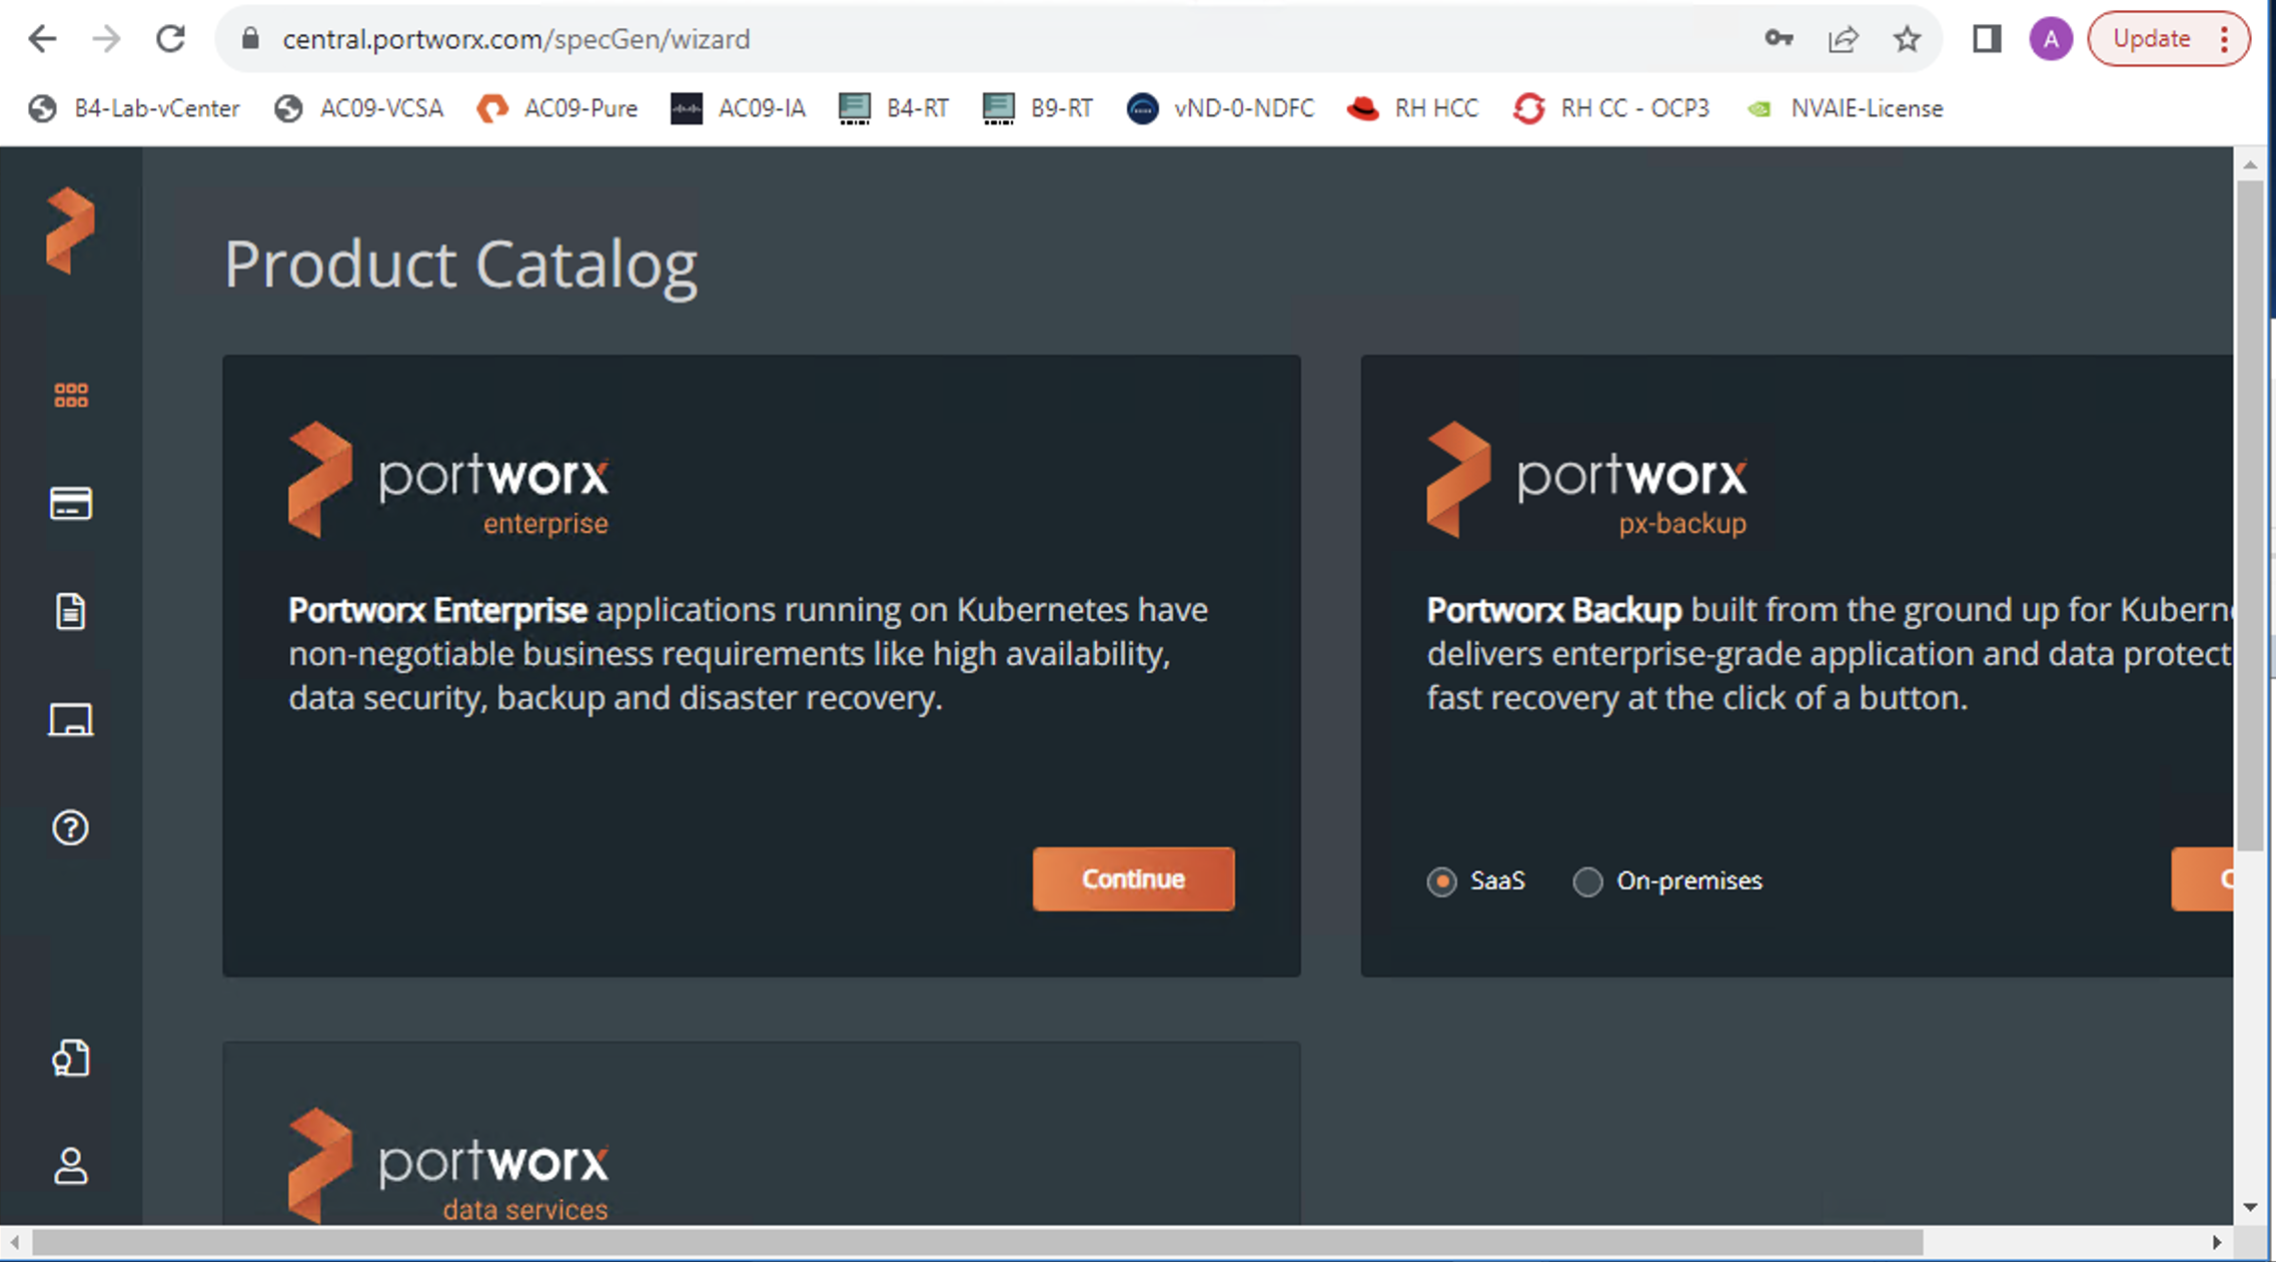 central.portworx.com/specGen/wizard
A
Update
B4-Lab-vCenter
AC09-VCSA
AC09-Pure
AC09-IA
B4-RT
B9-RT
vND-0-NDFC
RH HCC
RH CC - OCP3
NVAIE-License
Product Catalog
portworx
enterprise
Portworx Enterprise applications running on Kubernetes have
non-negotiable business requirements like high availability,
data security, backup and disaster recovery.
Continue
portworx
px-backup
Portworx Backup built from the ground up for Kuberne
delivers enterprise-grade application and data protect
fast recovery at the click of a button.
SaaS
On-premises
C
portworx
data services